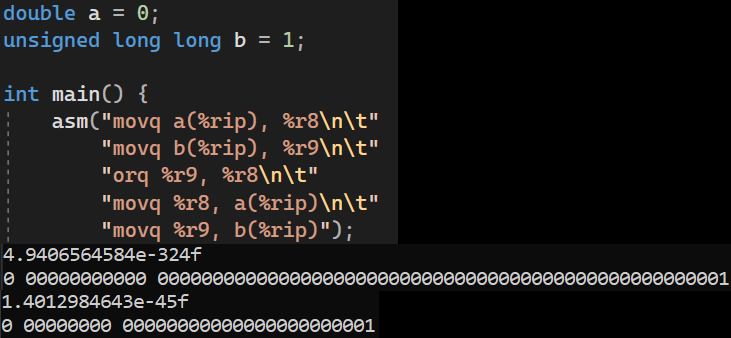 double a = 0;
unsigned long long b = 1;
int main() {
asm("movq a(%rip), %r8\n\t"
"movq b(%rip), %r9\n\t"
"orq %r9, %r8\n\t"
"movq %r8, a(%rip)\n\t"
"movq %r9, b(%rip)");
4.9406564584e-324f
0 00000000000 0000000000000000000000000000000000000000000000000001
1.4012984643e-45f
0 00000000 00000000000000000000001